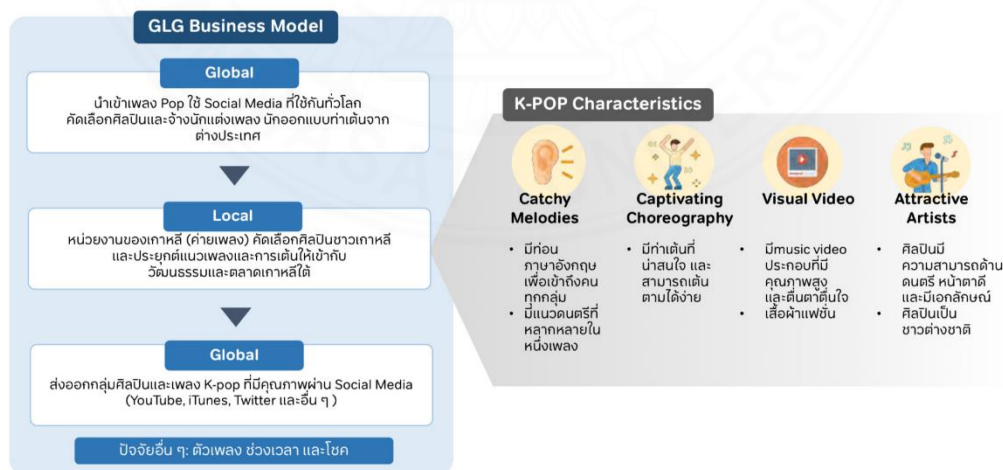 GLG Business Model
Global
นำเข้าเพลง Pop ใช้ Social Media ที่ใช้กันทั่วโลก
คัดเลือกศิลปินและจ้างนักแต่งเพลง นักออกแบบท่าเต้นจาก
ต่างประเทศ
Local
หน่วยงานของเกาหลี (ค่ายเพลง) คัดเลือกศิลปินชาวเกาหลี
และประยุกต์แนวเพลงและการเต้นให้เข้ากับ
วัฒนธรรมและตลาดเกาหลีใต้
Global
ส่งออกกลุ่มศิลปินและเพลง K-pop ที่มีคุณภาพผ่าน Social Media
(YouTube, iTunes, Twitter และอื่น ๆ )
ปัจจัยอื่น ๆ: ตัวเพลง ช่วงเวลา และโชค
K-POP Characteristics
Catchy
Melodies
• มีท่อน
ภาษาอังกฤษ
เพื่อเข้าถึงคน
ทุกกลุ่ม
• มีแนวดนตรีที่
หลากหลายใน
หนึ่งเพลง
Captivating
Choreography
• มีท่าเต้นที่
น่าสนใจ และ
สามารถเต้น
ตามได้ง่าย
Visual Video
• มีmusic video
ประกอบที่มี
คุณภาพสูง
และตื่นตาตื่นใจ
• เสื้อผ้าแฟชั่น
Attractive
Artists
• ศิลปินมี
ความสามารถด้าน
ดนตรี หน้าตาดี
และมีเอกลักษณ์
• ศิลปินเป็น
ชาวต่างชาติ